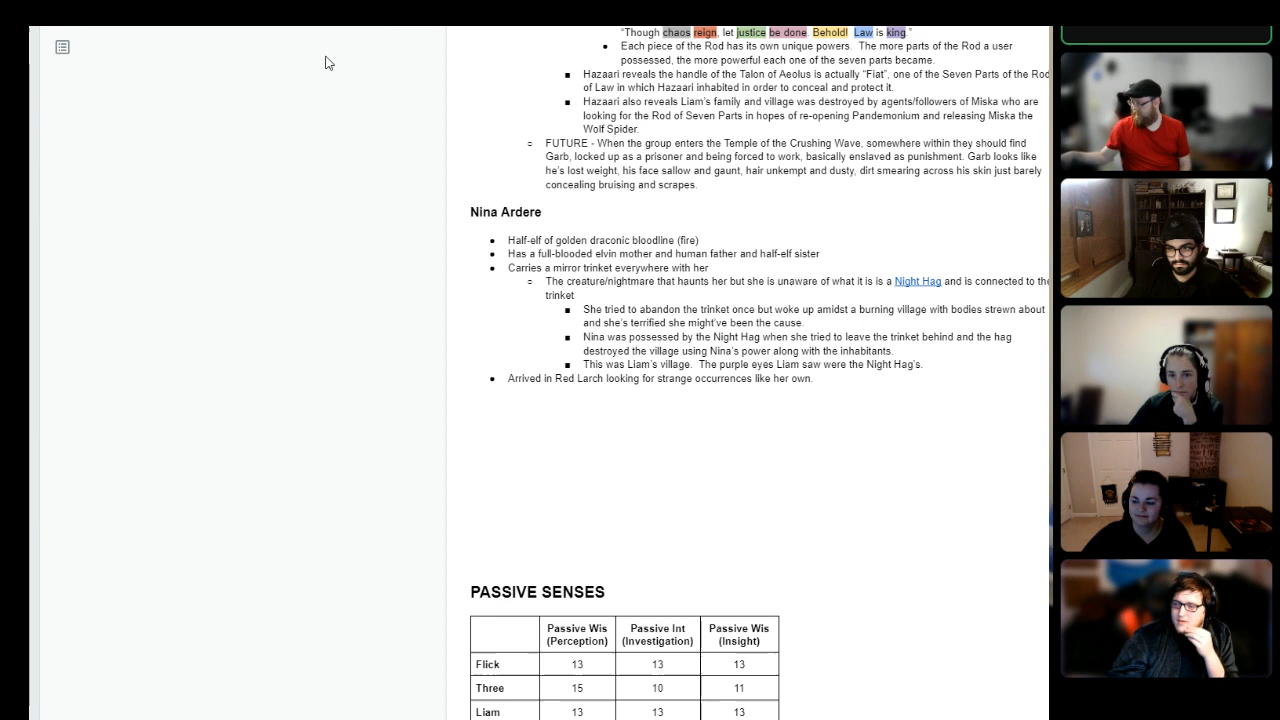 “Though chaos reign, let justice be done. Behold! Law is king.”
Each piece of the Rod has its own unique powers. The more parts of the Rod a user
possessed, the more powerful each one of the seven parts became.
Hazaari reveals the handle of the Talon of Aeolus is actually “Fiat”, one of the Seven Parts of the Rod
of Law in which Hazaari inhabited in order to conceal and protect it.
Hazaari also reveals Liam’s family and village was destroyed by agents/followers of Miska who are
looking for the Rod of Seven Parts in hopes of re-opening Pandemonium and releasing Miska the
Wolf Spider.
FUTURE - When the group enters the Temple of the Crushing Wave, somewhere within they should find
Garb, locked up as a prisoner and being forced to work, basically enslaved as punishment. Garb looks like
he’s lost weight, his face sallow and gaunt, hair unkempt and dusty, dirt smearing across his skin just barely
concealing bruising and scrapes.
Nina Ardere
Half-elf of golden draconic bloodline (fire)
Has a full-blooded elvin mother and human father and half-elf sister
Carries a mirror trinket everywhere with her
The creature/nightmare that haunts her but she is unaware of what it is is a Night Hag and is connected to the
trinket
She tried to abandon the trinket once but woke up amidst a burning village with bodies strewn about
and she’s terrified she might’ve been the cause.
Nina was possessed by the Night Hag when she tried to leave the trinket behind and the hag
destroyed the village using Nina’s power along with the inhabitants.
This was Liam’s village. The purple eyes Liam saw were the Night Hag’s.
Arrived in Red Larch looking for strange occurrences like her own.
PASSIVE SENSES
Passive Wis Passive Int Passive Wis
(Perception) (Investigation) (Insight)
Flick 13 13 13
Three 15 10 11
Liam 13 13 13